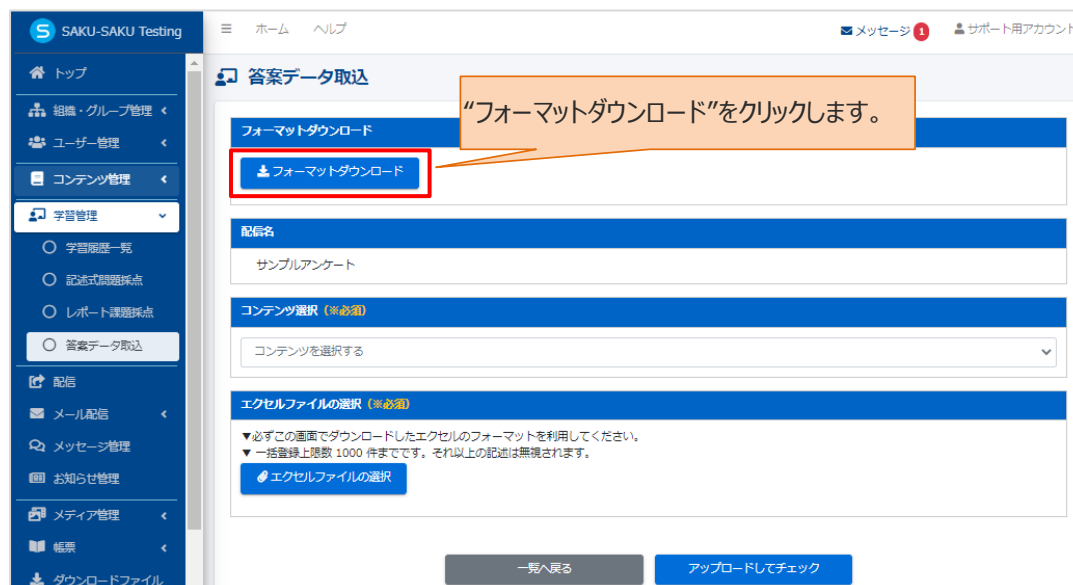 SAKU-SAKU Testing
ホーム ヘルプ
メッセージ 1
サポート用アカウント
トップ
組織・グループ管理
ユーザー管理
コンテンツ管理
学習管理
学習履歴一覧
記述式問題採点
レポート課題採点
答案データ取込
配信
メール配信
メッセージ管理
お知らせ管理
メディア管理
帳票
ダウンロードファイル
答案データ取込
“フォーマットダウンロード”をクリックします。
フォーマットダウンロード
フォーマットダウンロード
配信名
サンプルアンケート
コンテンツ選択（※必須）
コンテンツを選択する
エクセルファイルの選択（※必須）
▼必ずこの画面でダウンロードしたエクセルのフォーマットを利用してください。
▼ 一括登録上限数 1000 件までです。それ以上の記述は無視されます。
エクセルファイルの選択
一覧へ戻る
アップロードしてチェック